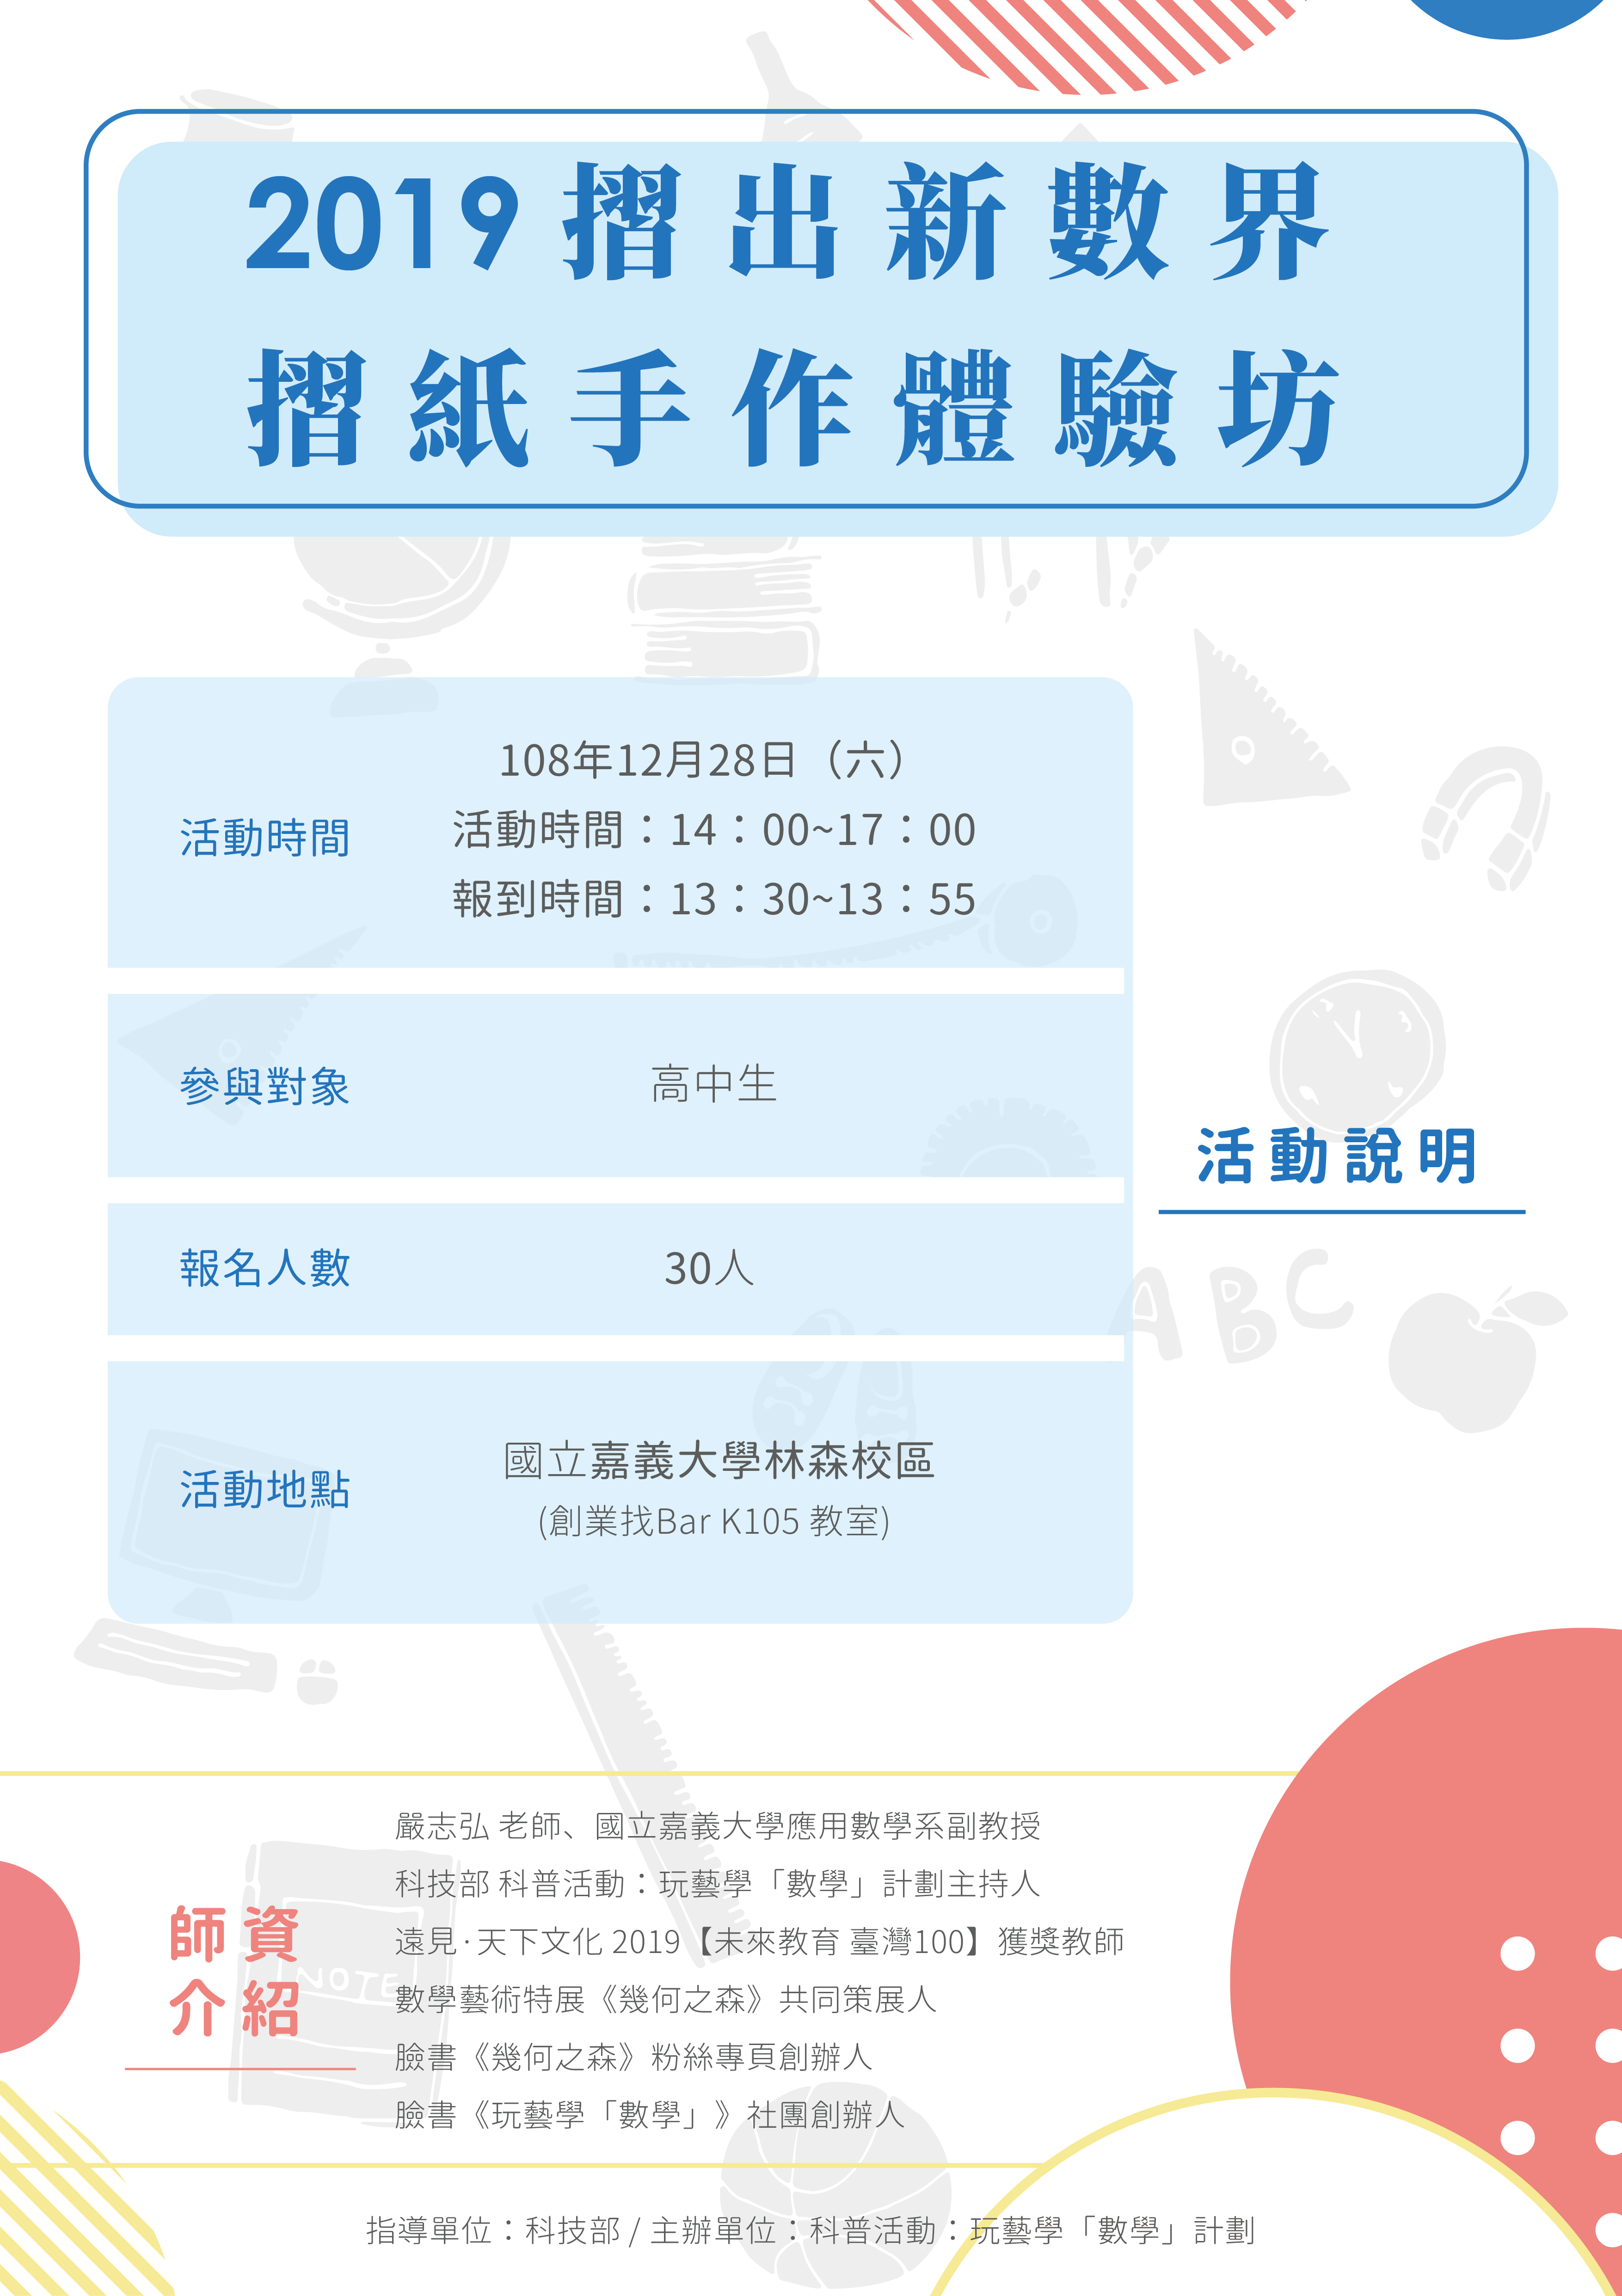 2019 摺出新數界
摺紙手作體驗坊
活動時間
108年12月28日（六）
活動時間：14：00~17：00
報到時間：13：30~13：55
參與對象
高中生
報名人數
30人
活動地點
國立嘉義大學林森校區
(創業找Bar K105 教室)
活動說明
A B C
師資
介紹
NOTE
嚴志弘 老師、國立嘉義大學應用數學系副教授
科技部 科普活動：玩藝學「數學」計劃主持人
遠見·天下文化 2019【未來教育 臺灣100】獲獎教師
數學藝術特展《幾何之森》共同策展人
臉書《幾何之森》粉絲專頁創辦人
臉書《玩藝學「數學」》社團創辦人
指導單位：科技部 / 主辦單位：科普活動：玩藝學「數學」計劃